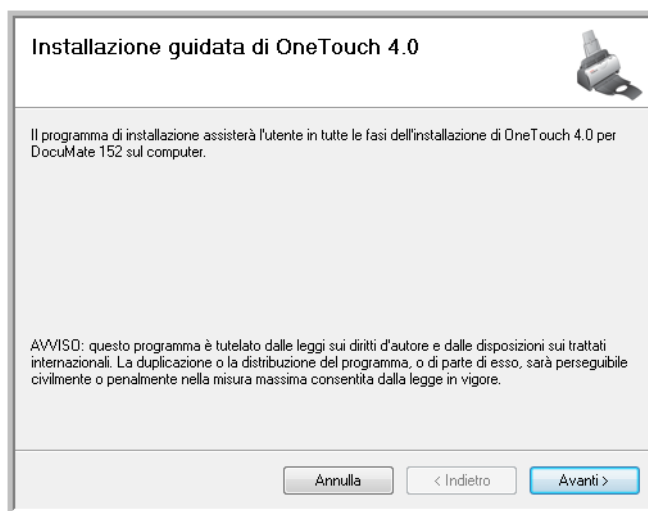 Installazione guidata di OneTouch 4.0
Il programma di installazione assisterà l'utente in tutte le fasi dell'installazione di OneTouch 4.0 per
DocuMate 152 sul computer.
AVVISO: questo programma è tutelato dalle leggi sui diritti d'autore e dalle disposizioni sui trattati
internazionali. La duplicazione o la distribuzione del programma, o di parte di esso, sarà perseguibile
civilmente o penalmente nella misura massima consentita dalla legge in vigore.
Annulla < Indietro Avanti >